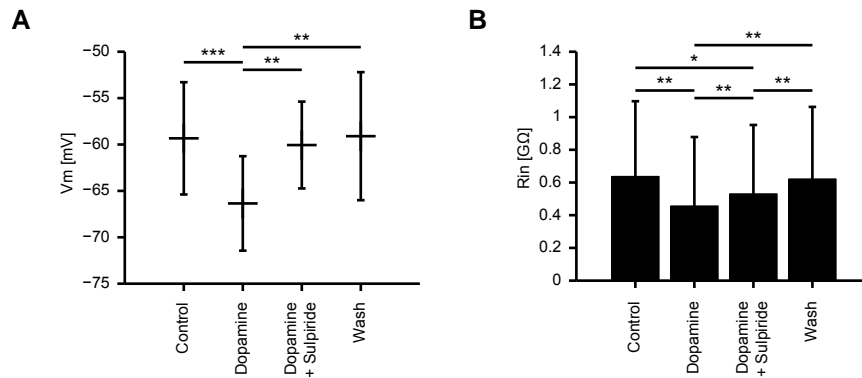 A
Vm [mV]
−50
−55
−60
−65
−70
−75
***
**
**
Control
Dopamine
Dopamine
+ Sulpiride
Wash
B
Rin [GΩ]
1.4
1.2
1
0.8
0.6
0.4
0.2
0
**
*
**
**
**
Control
Dopamine
Dopamine
+ Sulpiride
Wash